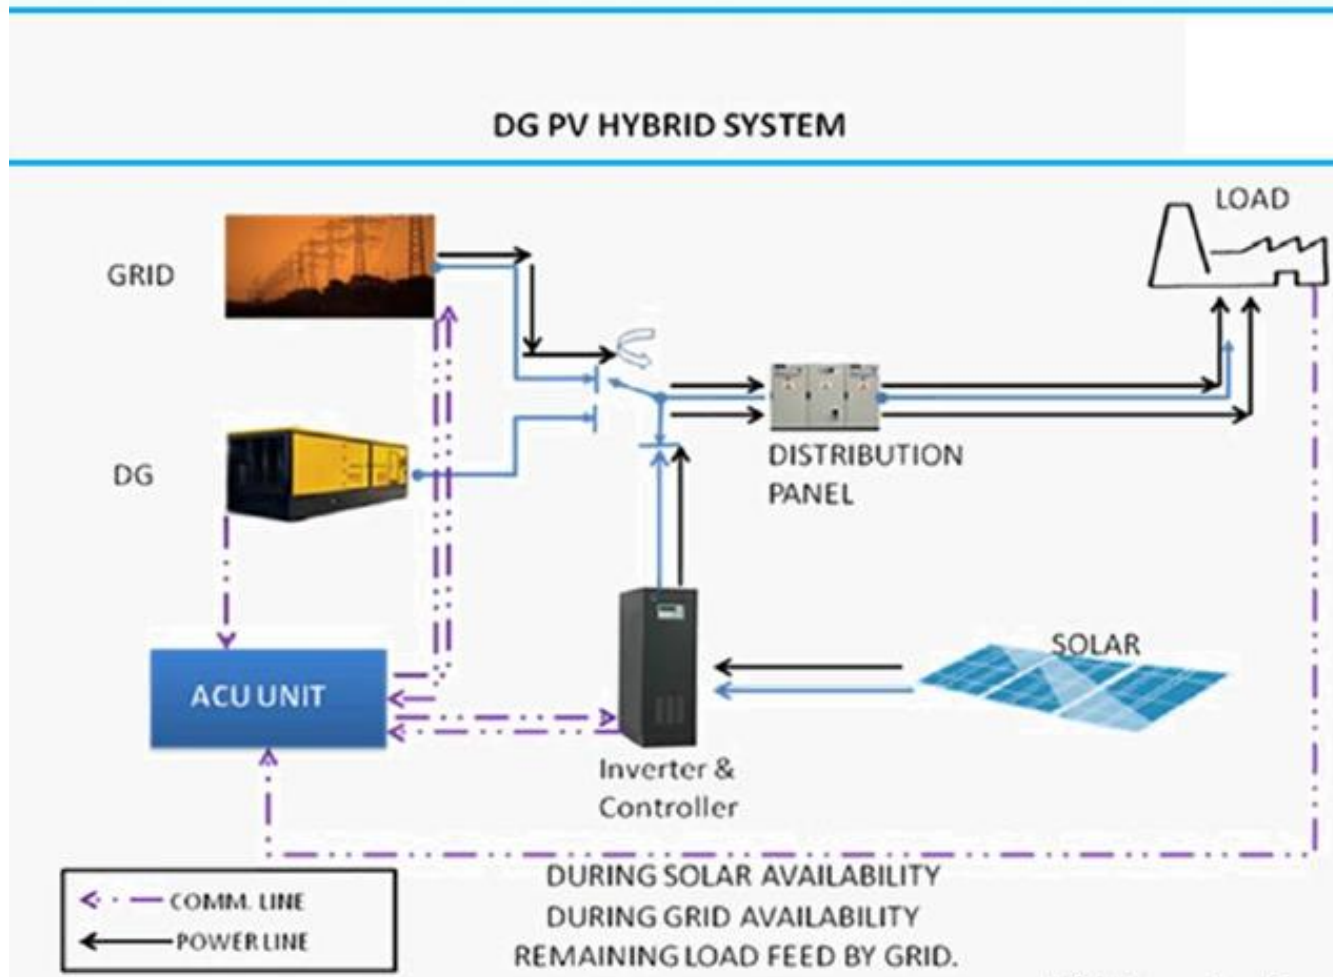 DG PV HYBRID SYSTEM
LOAD
GRID
DG
DISTRIBUTION
PANEL
SOLAR
ACU UNIT
Inverter &
Controller
COMM. LINE
POWER LINE
DURING SOLAR AVAILABILITY
DURING GRID AVAILABILITY
REMAINING LOAD FEED BY GRID.